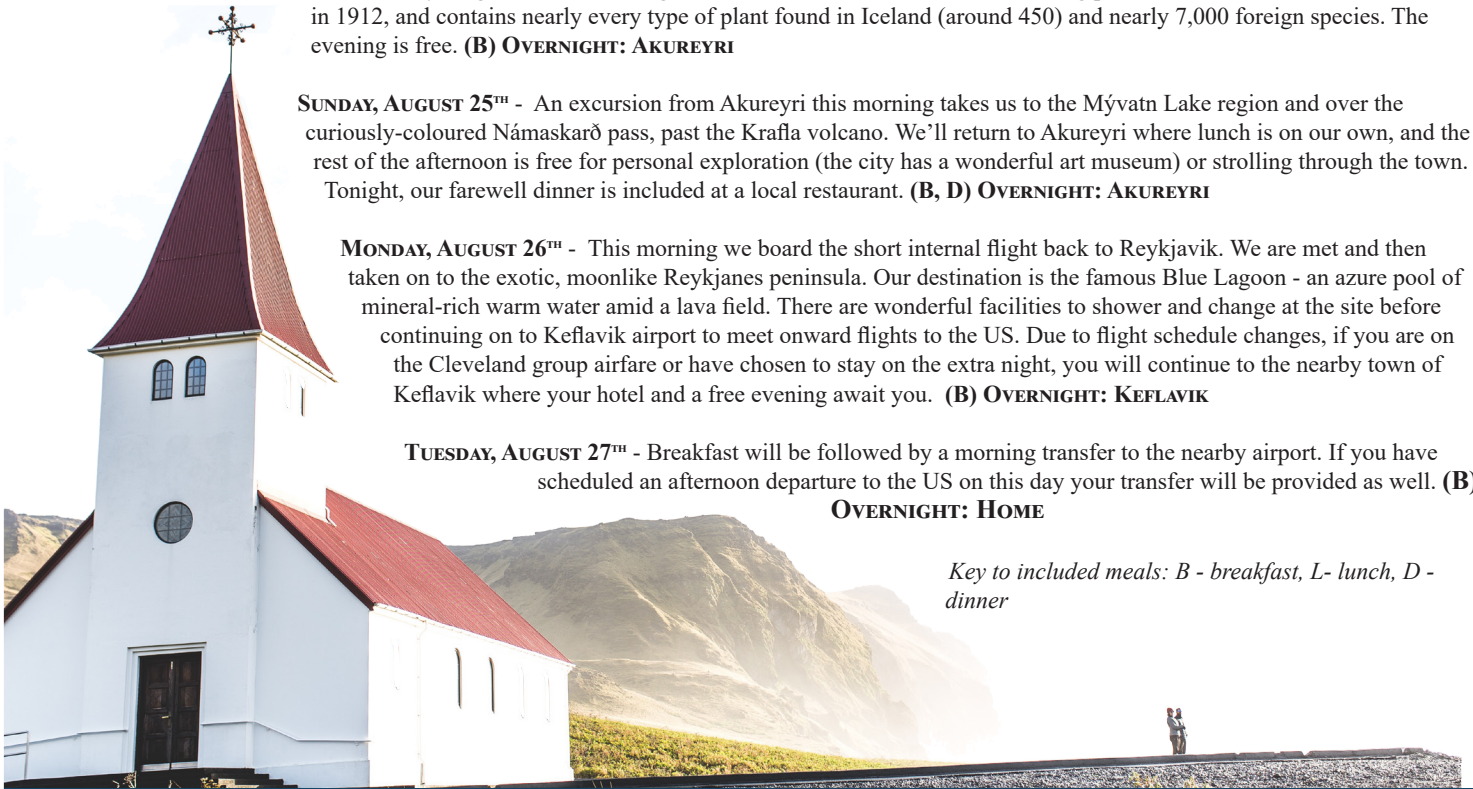 in 1912, and contains nearly every type of plant found in Iceland (around 450) and nearly 7,000 foreign species. The
evening is free. (B) Overnight: Akureyri
Sunday, August 25th - An excursion from Akureyri this morning takes us to the Mývatn Lake region and over the
curiously-coloured Námaskarð pass, past the Krafla volcano. We’ll return to Akureyri where lunch is on our own, and the
rest of the afternoon is free for personal exploration (the city has a wonderful art museum) or strolling through the town.
Tonight, our farewell dinner is included at a local restaurant. (B, D) Overnight: Akureyri
Monday, August 26th - This morning we board the short internal flight back to Reykjavik. We are met and then
taken on to the exotic, moonlike Reykjanes peninsula. Our destination is the famous Blue Lagoon - an azure pool of
mineral-rich warm water amid a lava field. There are wonderful facilities to shower and change at the site before
continuing on to Keflavik airport to meet onward flights to the US. Due to flight schedule changes, if you are on
the Cleveland group airfare or have chosen to stay on the extra night, you will continue to the nearby town of
Keflavik where your hotel and a free evening await you. (B) Overnight: Keflavik
Tuesday, August 27th - Breakfast will be followed by a morning transfer to the nearby airport. If you have
scheduled an afternoon departure to the US on this day your transfer will be provided as well. (B)
Overnight: Home
Key to included meals: B - breakfast, L- lunch, D -
dinner